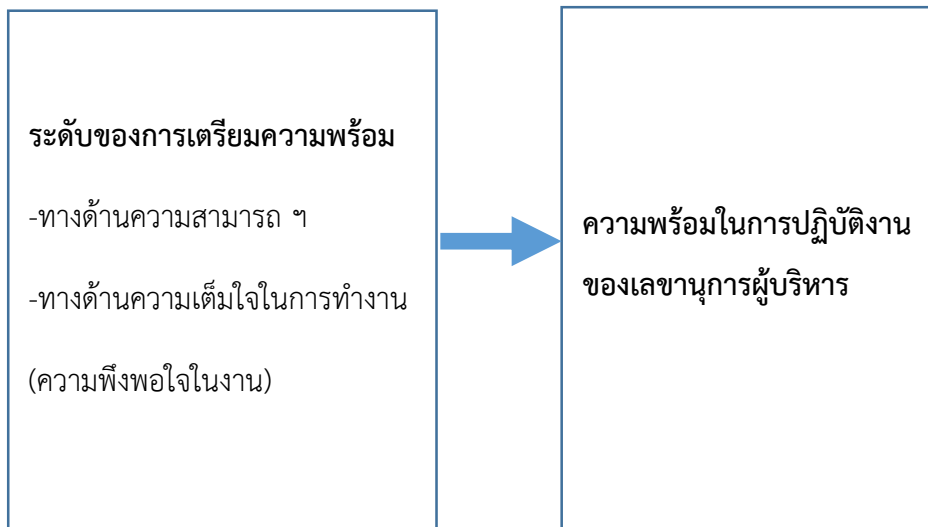 ระดับของการเตรียมความพร้อม
-ทางด้านความสามารถ ฯ
-ทางด้านความเต็มใจในการทำงาน
(ความพึงพอใจในงาน)
ความพร้อมในการปฏิบัติงาน
ของเลขานุการผู้บริหาร